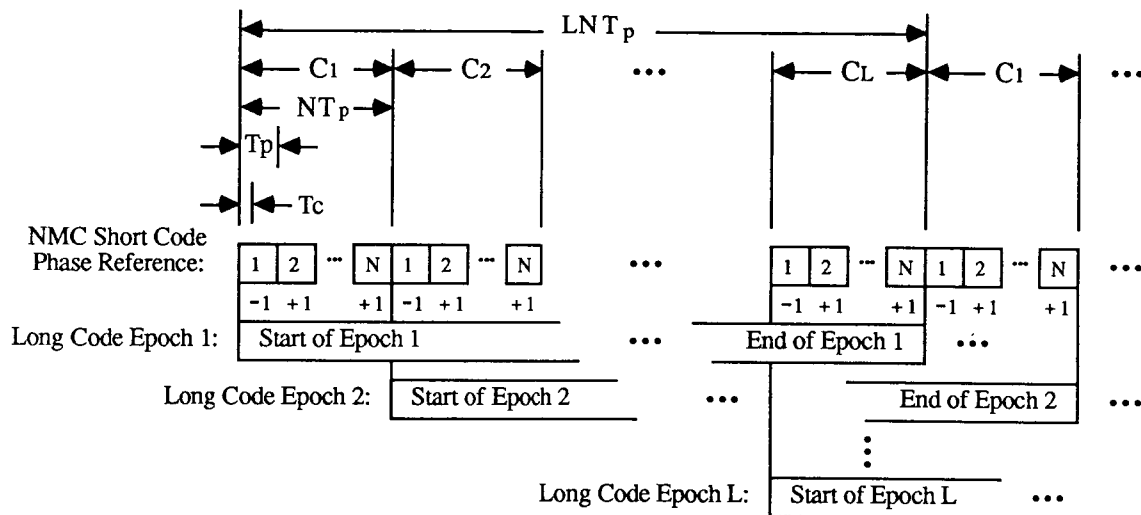 LNTp
C1 C2 ••• CL C1 •••
NTp
Tp
Tc
NMC Short Code
Phase Reference: 1 2 ••• N 1 2 ••• N ••• 1 2 ••• N 1 2 ••• N •••
-1 +1 +1 -1 +1 +1 -1 +1 +1 -1 +1 +1
Long Code Epoch 1: Start of Epoch 1 ••• End of Epoch 1 •••
Long Code Epoch 2: Start of Epoch 2 ••• End of Epoch 2 •••
Long Code Epoch L: Start of Epoch L •••